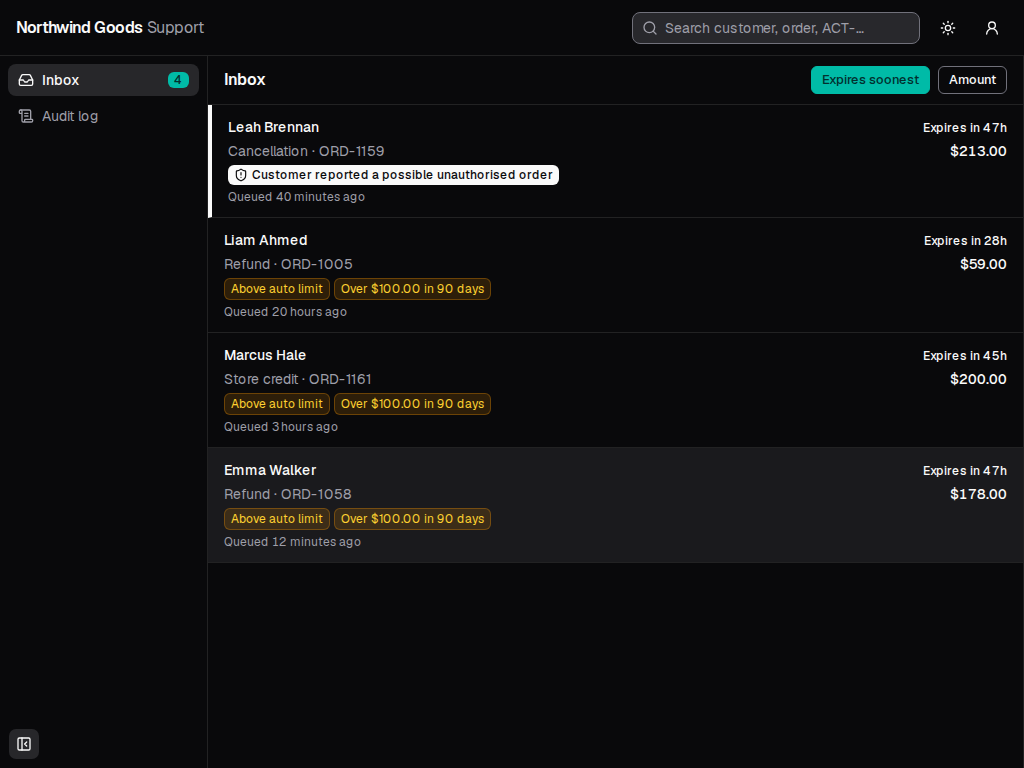 Northwind Goods Support
Search customer, order, ACT-...
Inbox 4
Audit log
Inbox
Expires soonest Amount
Leah Brennan Expires in 47h
Cancellation · ORD-1159 $213.00
Customer reported a possible unauthorised order
Queued 40 minutes ago
Liam Ahmed Expires in 28h
Refund · ORD-1005 $59.00
Above auto limit Over $100.00 in 90 days
Queued 20 hours ago
Marcus Hale Expires in 45h
Store credit · ORD-1161 $200.00
Above auto limit Over $100.00 in 90 days
Queued 3 hours ago
Emma Walker Expires in 47h
Refund · ORD-1058 $178.00
Above auto limit Over $100.00 in 90 days
Queued 12 minutes ago